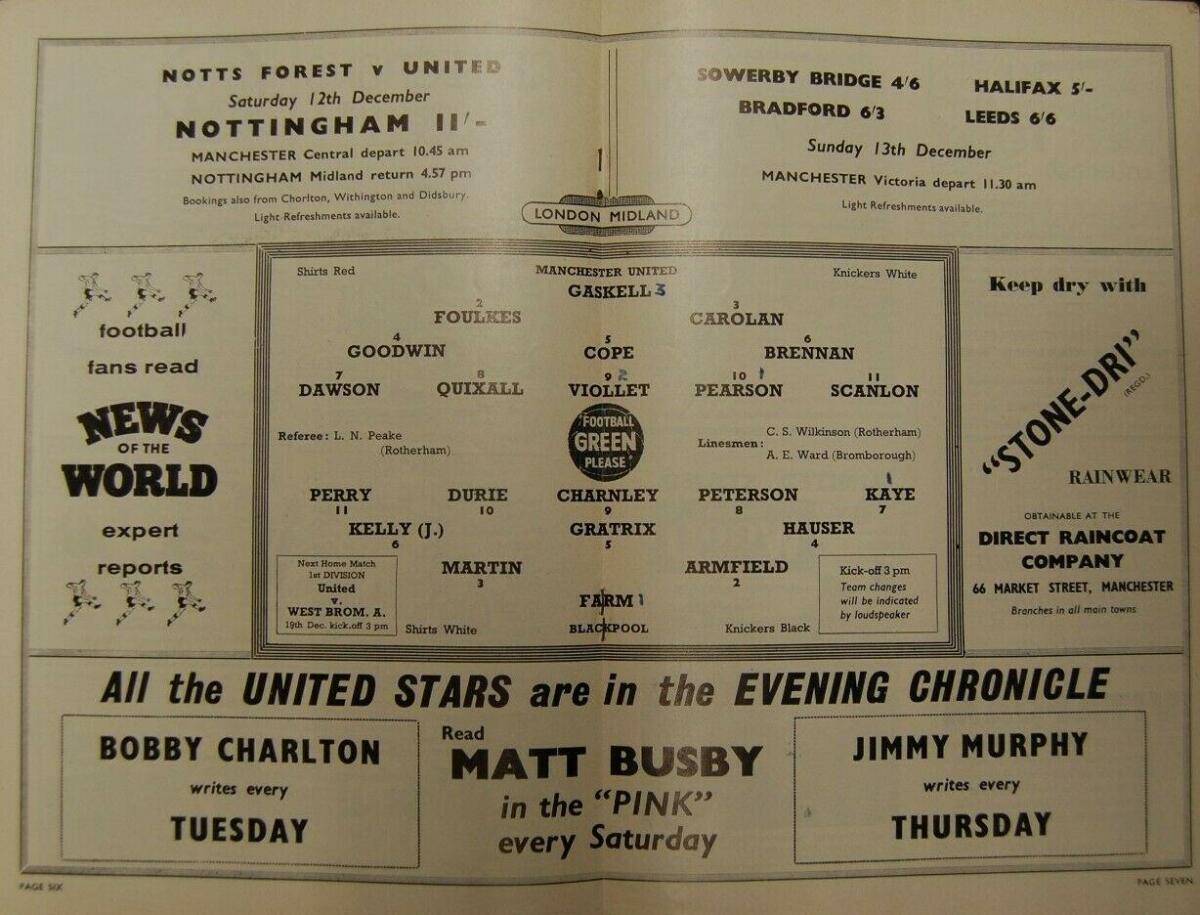 NOTTS FOREST v UNITED
Saturday 12th December
NOTTINGHAM 11/-
MANCHESTER Central depart 10.45 am
NOTTINGHAM Midland return 4.57 pm
Bookings also from Chorlton, Withington and Didsbury.
Light Refreshments available.
SOWERBY BRIDGE 4/6 HALIFAX 5/-
BRADFORD 6/3 LEEDS 6/6
Sunday 13th December
MANCHESTER Victoria depart 11.30 am
Light Refreshments available.
LONDON MIDLAND
football
fans read
NEWS
OF THE
WORLD
expert
reports
Shirts Red MANCHESTER UNITED Knickers White
GASKELL 3
2 3
FOULKES CAROLAN
4 5 6
GOODWIN COPE BRENNAN
7 8 9 2 10 1 11
DAWSON QUIXALL VIOLLET PEARSON SCANLON
Referee: L. N. Peake
(Rotherham)
FOOTBALL
GREEN
PLEASE
Linesmen: C. S. Wilkinson (Rotherham)
A. E. Ward (Bromborough)
1
PERRY DURIE CHARNLEY PETERSON KAYE
11 10 9 8 7
KELLY (J.) GRATRIX HAUSER
6 5 4
MARTIN ARMFIELD
3 2
FARM 1
BLACKPOOL
Shirts White Knickers Black
Next Home Match
1st DIVISION
United
v.
WEST BROM. A.
19th Dec. kick-off 3 pm
Kick-off 3 pm
Team changes
will be indicated
by loudspeaker
Keep dry with
"STONE-DRI"
(REGD.)
RAINWEAR
OBTAINABLE AT THE
DIRECT RAINCOAT
COMPANY
66 MARKET STREET, MANCHESTER
Branches in all main towns
All the UNITED STARS are in the EVENING CHRONICLE
BOBBY CHARLTON
writes every
TUESDAY
Read
MATT BUSBY
in the "PINK"
every Saturday
JIMMY MURPHY
writes every
THURSDAY
PAGE SIX
PAGE SEVEN